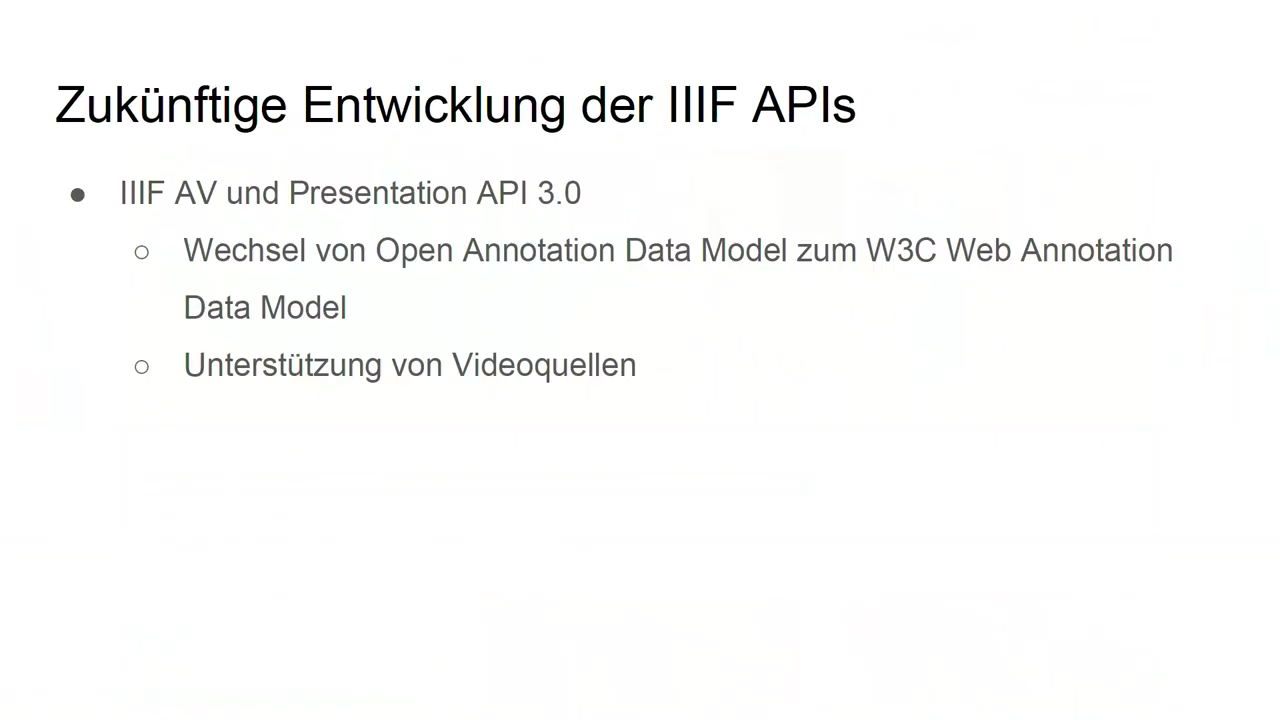 Zukünftige Entwicklung der IIIF APIs
● IIIF AV und Presentation API 3.0
○ Wechsel von Open Annotation Data Model zum W3C Web Annotation
Data Model
○ Unterstützung von Videoquellen